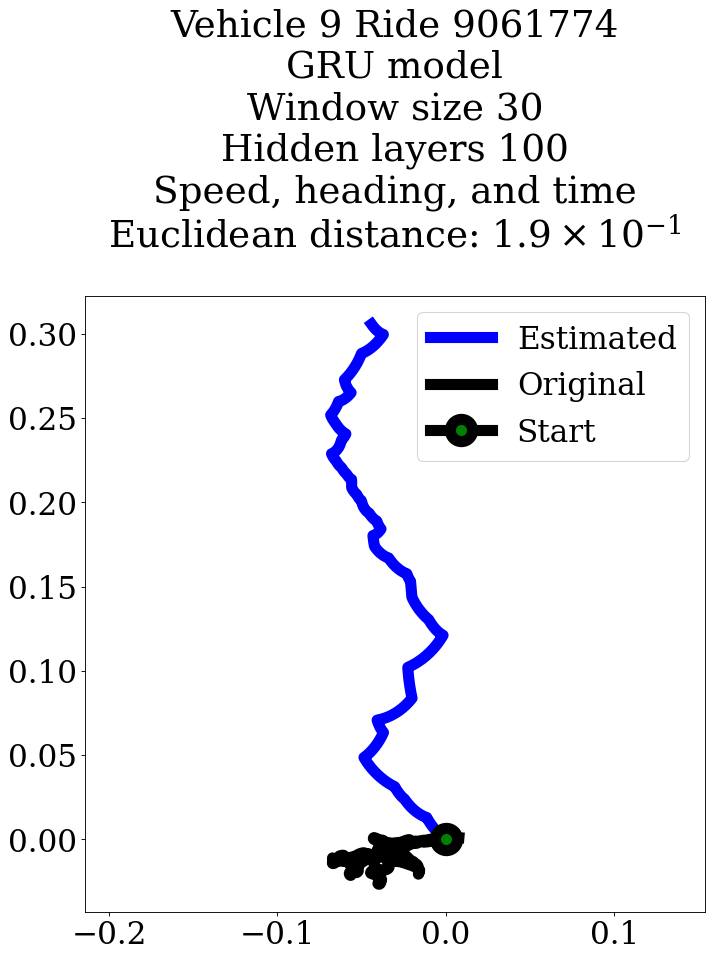 Vehicle 9 Ride 9061774
GRU model
Window size 30
Hidden layers 100
Speed, heading, and time
Euclidean distance: $1.9 \times 10^{-1}$
Estimated
Original
Start
0.30
0.25
0.20
0.15
0.10
0.05
0.00
−0.2 −0.1 0.0 0.1